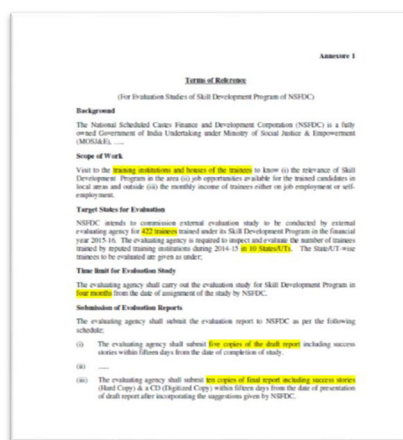 Annexure 1
Terms of Reference
(For Evaluation Studies of Skill Development Program of NSFDC)
Background
The National Scheduled Castes Finance and Development Corporation (NSFDC) is a fully
owned Government of India Undertaking under Ministry of Social Justice & Empowerment
(MOSJ&E), .....
Scope of Work
Visit to the training institutions and houses of the trainees to know (i) the relevance of Skill
Development Program in the area (ii) job opportunities available for the trained candidates in
local areas and outside (iii) the monthly income of trainees either on job employment or self-
employment.
Target States for Evaluation
NSFDC intends to commission external evaluation study to be conducted by external
evaluating agency for 422 trainees trained under its Skill Development Program in the financial
year 2015-16. The evaluating agency is required to inspect and evaluate the number of trainees
trained by reputed training institutions during 2014-15 in 10 States/UTs). The State/UT-wise
trainees to be evaluated are given as under;
Time limit for Evaluation Study
The evaluating agency shall carry out the evaluation study for Skill Development Program in
four months from the date of assignment of the study by NSFDC.
Submission of Evaluation Reports
The evaluating agency shall submit the evaluation report to NSFDC as per the following
schedule;
(i) The evaluating agency shall submit five copies of the draft report including success
stories within fifteen days from the date of completion of study.
(ii) .....
(iii) The evaluating agency shall submit ten copies of final report including success stories
(Hard Copy) & a CD (Digitized Copy) within fifteen days from the date of presentation
of draft report after incorporating the suggestions given by NSFDC.